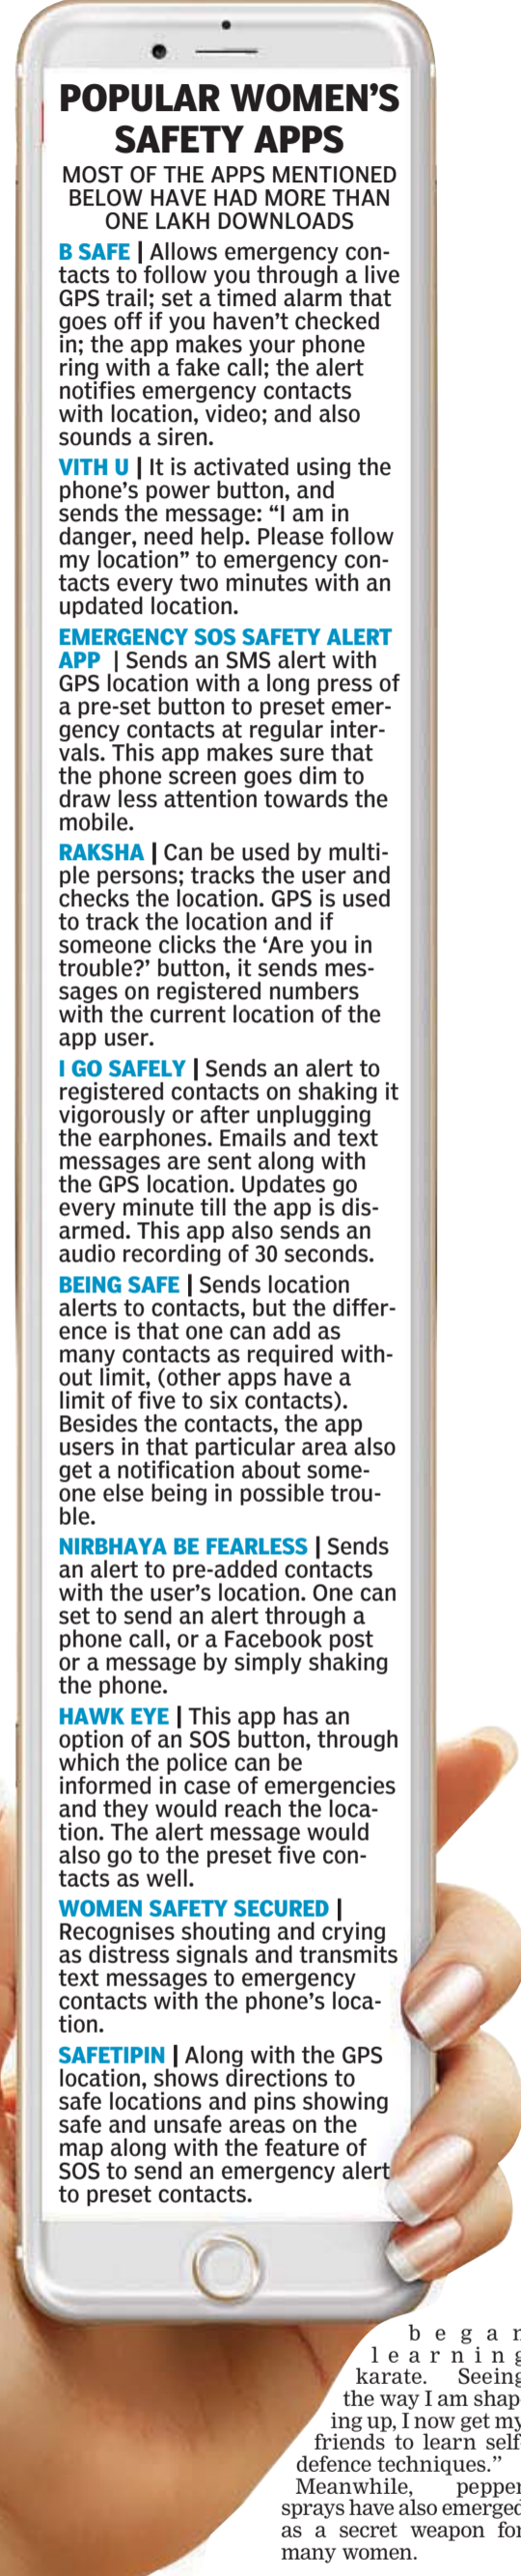 POPULAR WOMEN'S
SAFETY APPS
MOST OF THE APPS MENTIONED
BELOW HAVE HAD MORE THAN
ONE LAKH DOWNLOADS
B SAFE | Allows emergency con-
tacts to follow you through a live
GPS trail; set a timed alarm that
goes off if you haven't checked
in; the app makes your phone
ring with a fake call; the alert
notifies emergency contacts
with location, video; and also
sounds a siren.
VITH U | It is activated using the
phone's power button, and
sends the message: “I am in
danger, need help. Please follow
my location” to emergency con-
tacts every two minutes with an
updated location.
EMERGENCY SOS SAFETY ALERT
APP | Sends an SMS alert with
GPS location with a long press of
a pre-set button to preset emer-
gency contacts at regular inter-
vals. This app makes sure that
the phone screen goes dim to
draw less attention towards the
mobile.
RAKSHA | Can be used by multi-
ple persons; tracks the user and
checks the location. GPS is used
to track the location and if
someone clicks the ‘Are you in
trouble?’ button, it sends mes-
sages on registered numbers
with the current location of the
app user.
I GO SAFELY | Sends an alert to
registered contacts on shaking it
vigorously or after unplugging
the earphones. Emails and text
messages are sent along with
the GPS location. Updates go
every minute till the app is dis-
armed. This app also sends an
audio recording of 30 seconds.
BEING SAFE | Sends location
alerts to contacts, but the differ-
ence is that one can add as
many contacts as required with-
out limit, (other apps have a
limit of five to six contacts).
Besides the contacts, the app
users in that particular area also
get a notification about some-
one else being in possible trou-
ble.
NIRBHAYA BE FEARLESS | Sends
an alert to pre-added contacts
with the user's location. One can
set to send an alert through a
phone call, or a Facebook post
or a message by simply shaking
the phone.
HAWK EYE | This app has an
option of an SOS button, through
which the police can be
informed in case of emergencies
and they would reach the loca-
tion. The alert message would
also go to the preset five con-
tacts as well.
WOMEN SAFETY SECURED |
Recognises shouting and crying
as distress signals and transmits
text messages to emergency
contacts with the phone's loca-
tion.
SAFETIPIN | Along with the GPS
location, shows directions to
safe locations and pins showing
safe and unsafe areas on the
map along with the feature of
SOS to send an emergency alert
to preset contacts.
began
learning
karate. Seeing
the way I am shap-
ing up, I now get my
friends to learn self-
defence techniques.”
Meanwhile, pepper
sprays have also emerged
as a secret weapon for
many women.